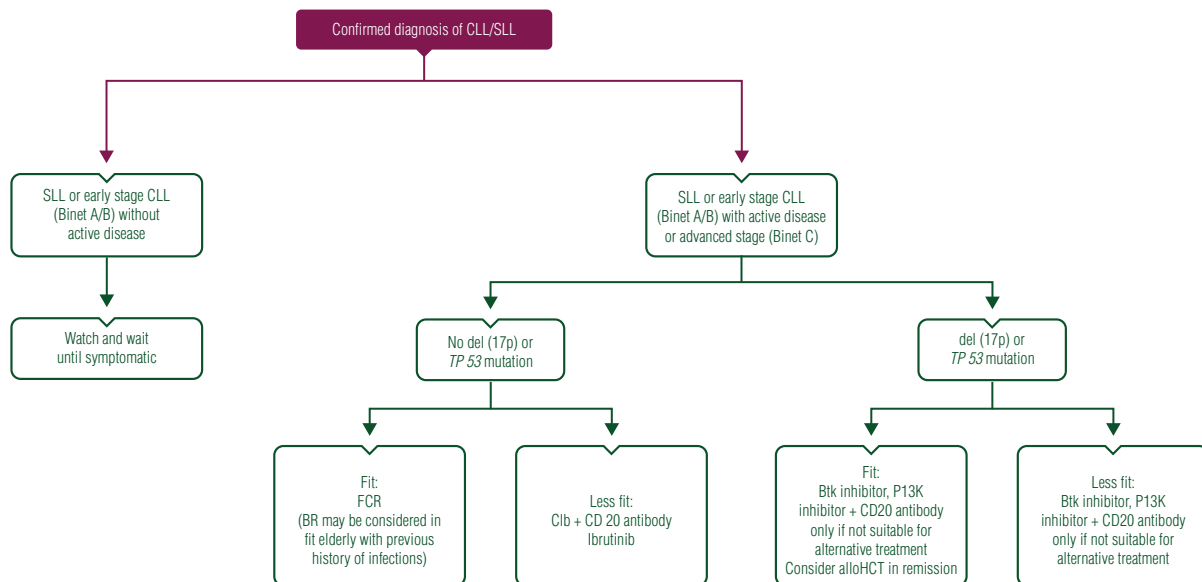 Confirmed diagnosis of CLL/SLL
SLL or early stage CLL
(Binet A/B) without
active disease
SLL or early stage CLL
(Binet A/B) with active disease
or advanced stage (Binet C)
Watch and wait
until symptomatic
No del (17p) or
TP 53 mutation
del (17p) or
TP 53 mutation
Fit:
FCR
(BR may be considered in
fit elderly with previous
history of infections)
Less fit:
Clb + CD 20 antibody
Ibrutinib
Fit:
Btk inhibitor, P13K
inhibitor + CD20 antibody
only if not suitable for
alternative treatment
Consider alloHCT in remission
Less fit:
Btk inhibitor, P13K
inhibitor + CD20 antibody
only if not suitable for
alternative treatment